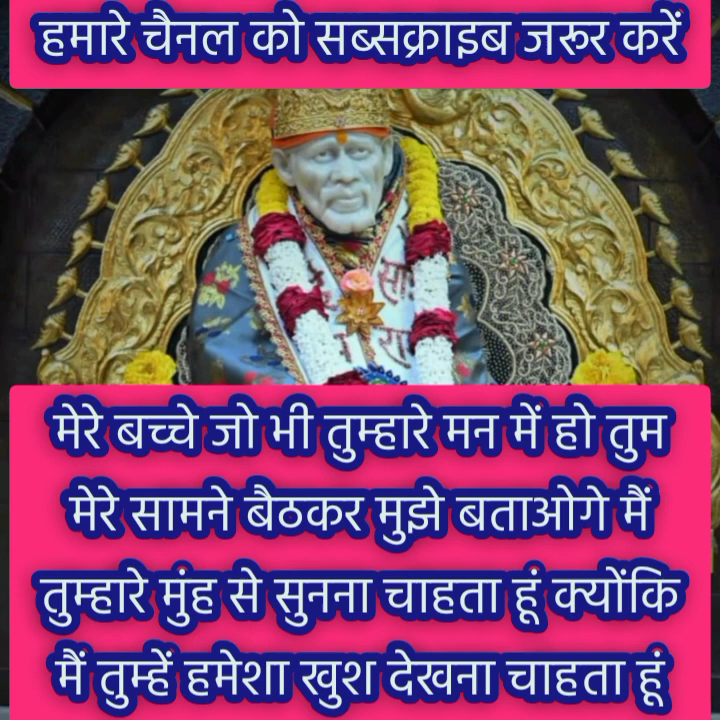 हमारे चैनल को सब्सक्राइब जरूर करें
सा
रा
मेरे बच्चे जो भी तुम्हारे मन में हो तुम
मेरे सामने बैठकर मुझे बताओगे मैं
तुम्हारे मुंह से सुनना चाहता हूं क्योंकि
मैं तुम्हें हमेशा खुश देखना चाहता हूं